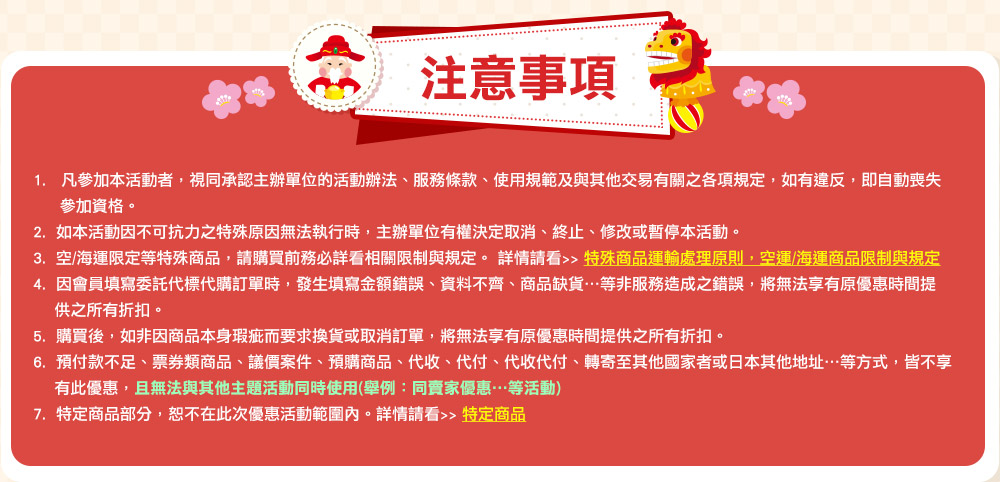 注意事項
1. 凡參加本活動者，視同承認主辦單位的活動辦法、服務條款、使用規範及與其他交易有關之各項規定，如有違反，即自動喪失
參加資格。
2. 如本活動因不可抗力之特殊原因無法執行時，主辦單位有權決定取消、終止、修改或暫停本活動。
3. 空/海運限定等特殊商品，請購買前務必詳看相關限制與規定。 詳情請看>> 特殊商品運輸處理原則，空運/海運商品限制與規定
4. 因會員填寫委託代標代購訂單時，發生填寫金額錯誤、資料不齊、商品缺貨…等非服務造成之錯誤，將無法享有原優惠時間提
供之所有折扣。
5. 購買後，如非因商品本身瑕疵而要求換貨或取消訂單，將無法享有原優惠時間提供之所有折扣。
6. 預付款不足、票券類商品、議價案件、預購商品、代收、代付、代收代付、轉寄至其他國家者或日本其他地址…等方式，皆不享
有此優惠，且無法與其他主題活動同時使用(舉例：同賣家優惠…等活動)
7. 特定商品部分，恕不在此次優惠活動範圍內。詳情請看>> 特定商品